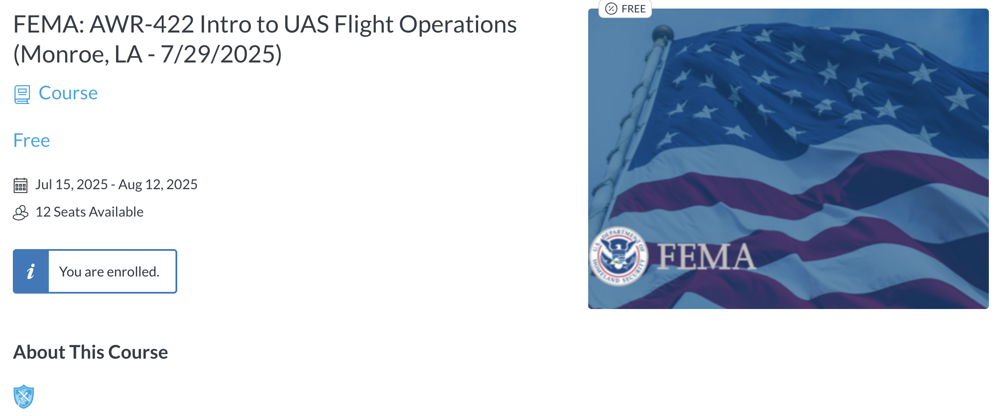 FEMA: AWR-422 Intro to UAS Flight Operations
(Monroe, LA - 7/29/2025)
Course
Free
Jul 15, 2025 - Aug 12, 2025
12 Seats Available
i
You are enrolled.
About This Course
FREE
U.S. DEPARTMENT OF HOMELAND SECURITY
FEMA